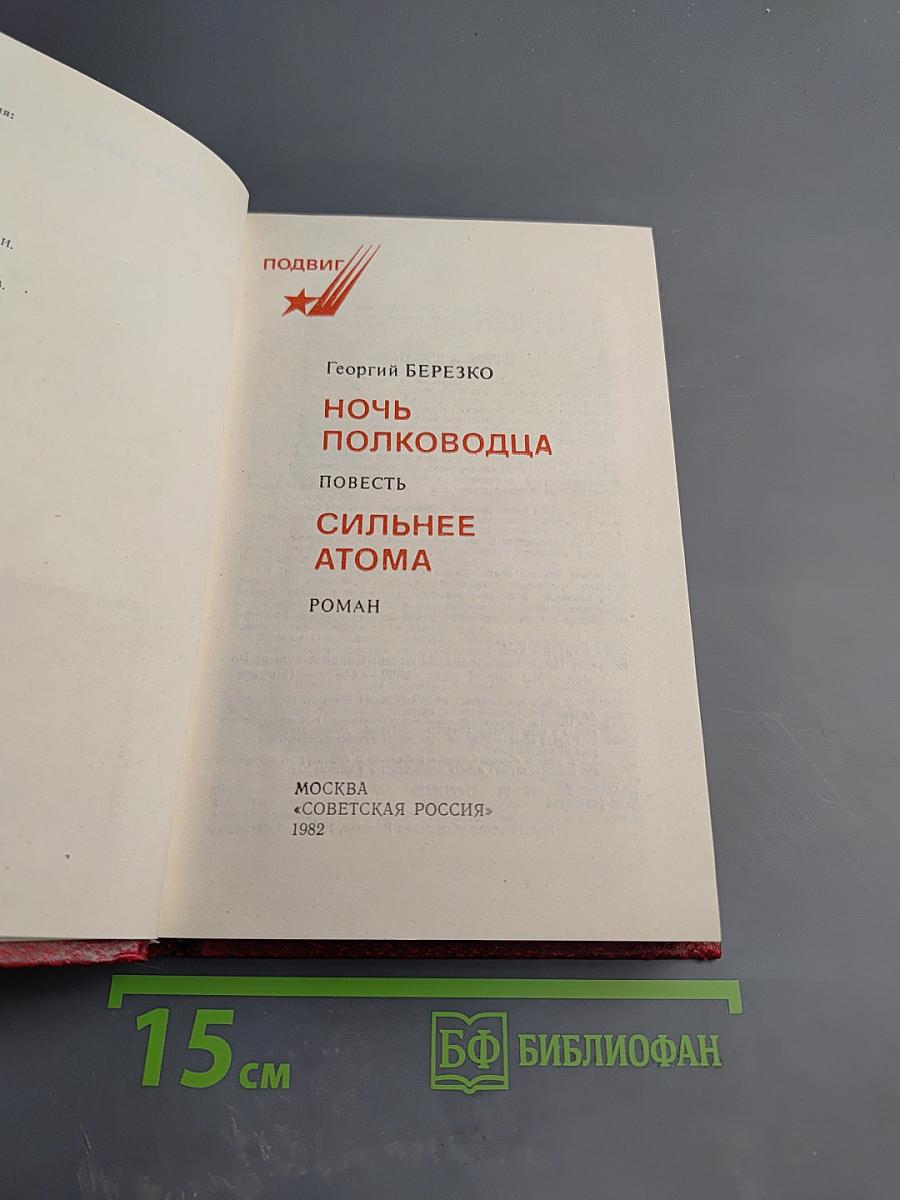 ПОДВИГ
Георгий БЕРЕЗКО
НОЧЬ
ПОЛКОВОДЦА
ПОВЕСТЬ
СИЛЬНЕЕ
АТОМА
РОМАН
МОСКВА
«СОВЕТСКАЯ РОССИЯ»
1982
15 см
БФ БИБЛИОФАН